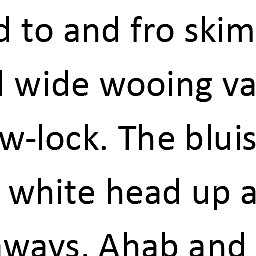 d to and fro skim
l wide wooing va
w-lock. The bluis
white head up a
ways. Ahab and